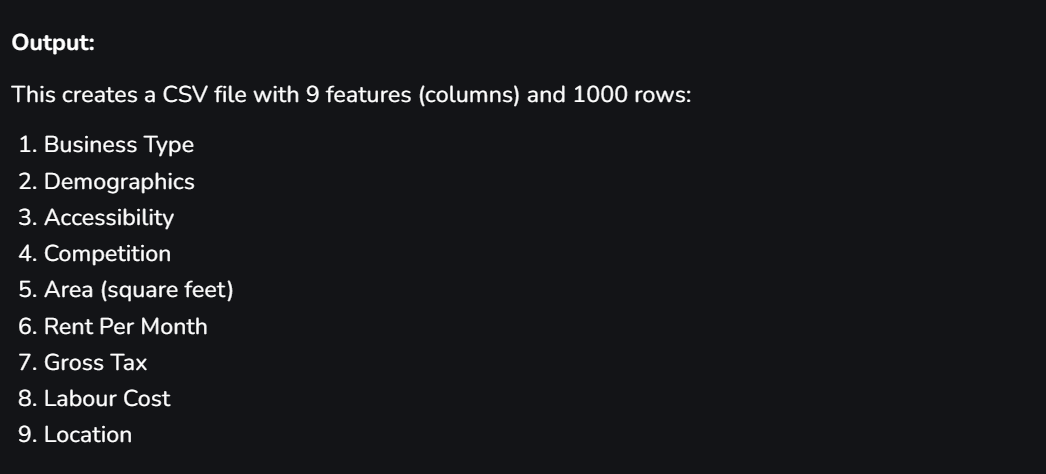 Output:
This creates a CSV file with 9 features (columns) and 1000 rows:
1. Business Type
2. Demographics
3. Accessibility
4. Competition
5. Area (square feet)
6. Rent Per Month
7. Gross Tax
8. Labour Cost
9. Location